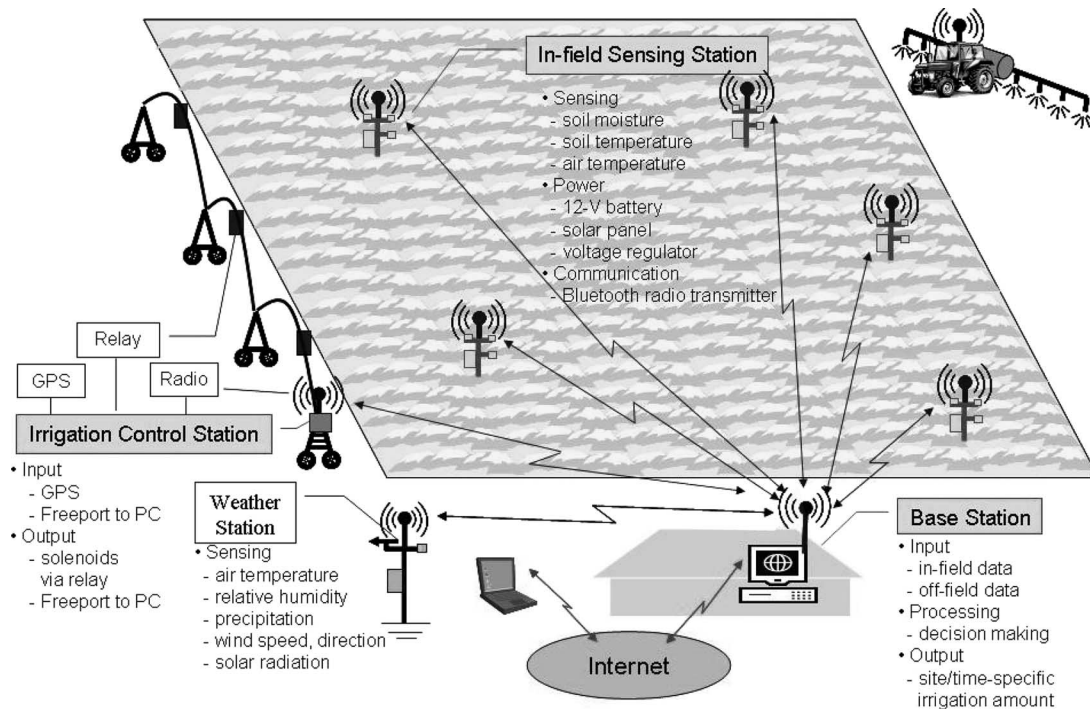 In-field Sensing Station
• Sensing
- soil moisture
- soil temperature
- air temperature
• Power
- 12-V battery
- solar panel
- voltage regulator
• Communication
- Bluetooth radio transmitter
Relay
GPS
Radio
Irrigation Control Station
• Input
- GPS
- Freeport to PC
• Output
- solenoids
via relay
- Freeport to PC
Weather
Station
• Sensing
- air temperature
- relative humidity
- precipitation
- wind speed, direction
- solar radiation
Internet
Base Station
• Input
- in-field data
- off-field data
• Processing
- decision making
• Output
- site/time-specific
irrigation amount